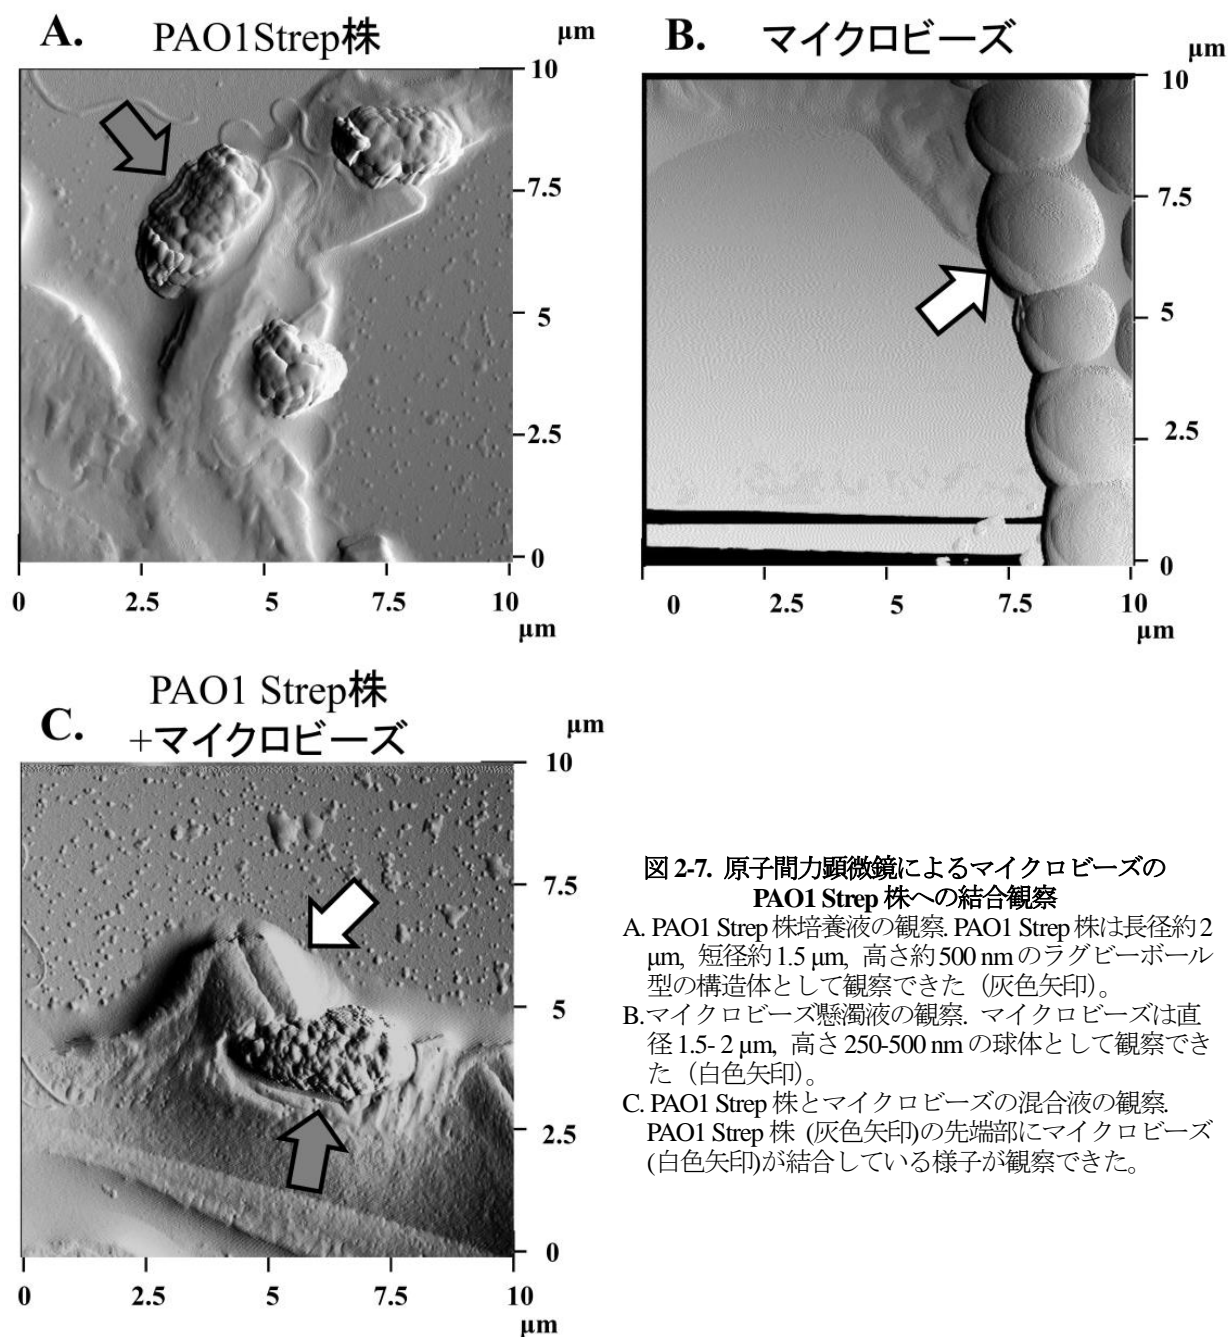 A. PAO1Strep株
µm
10
7.5
5
2.5
0
0 2.5 5 7.5 10
µm
B. マイクロビーズ
µm
10
7.5
5
2.5
0
0 2.5 5 7.5 10
µm
C. PAO1 Strep株
+マイクロビーズ
µm
10
7.5
5
2.5
0
0 2.5 5 7.5 10
µm
図 2-7. 原子間力顕微鏡によるマイクロビーズの
PAO1 Strep 株への結合観察
A. PAO1 Strep 株培養液の観察. PAO1 Strep 株は長径約 2
µm, 短径約 1.5 µm, 高さ約 500 nm のラグビーボール
型の構造体として観察できた（灰色矢印）。
B.マイクロビーズ懸濁液の観察. マイクロビーズは直
径 1.5- 2 µm, 高さ 250-500 nm の球体として観察でき
た（白色矢印）。
C. PAO1 Strep 株とマイクロビーズの混合液の観察.
PAO1 Strep 株 (灰色矢印)の先端部にマイクロビーズ
(白色矢印)が結合している様子が観察できた。